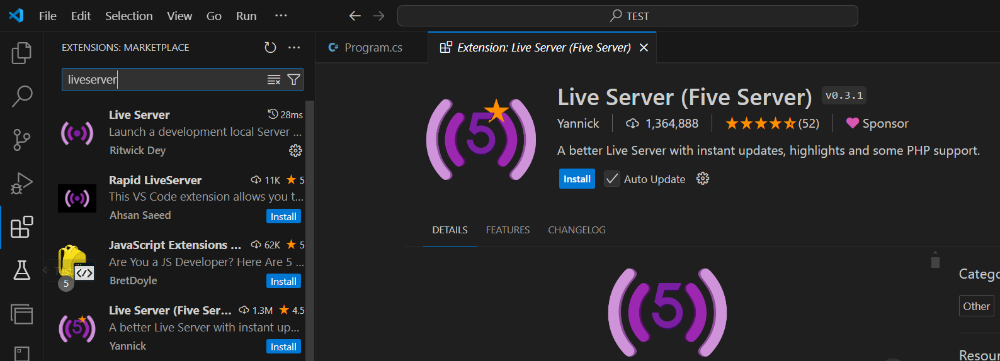 File Edit Selection View Go Run ···
TEST
EXTENSIONS: MARKETPLACE
liveserver
Live Server 28ms
Launch a development local Server ...
Ritwick Dey
Rapid LiveServer 11K 5
This VS Code extension allows you t...
Ahsan Saeed Install
JavaScript Extensions ... 62K 5
Are You a JS Developer? Here Are 5 ...
5
BretDoyle Install
Live Server (Five Ser... 1.3M 4.5
5
A better Live Server with instant up...
Yannick Install
C# Program.cs
Extension: Live Server (Five Server)
5
Live Server (Five Server) v0.3.1
Yannick 1,364,888 (52) Sponsor
A better Live Server with instant updates, highlights and some PHP support.
Install Auto Update
DETAILS FEATURES CHANGELOG
5
Catego
Other
Resour